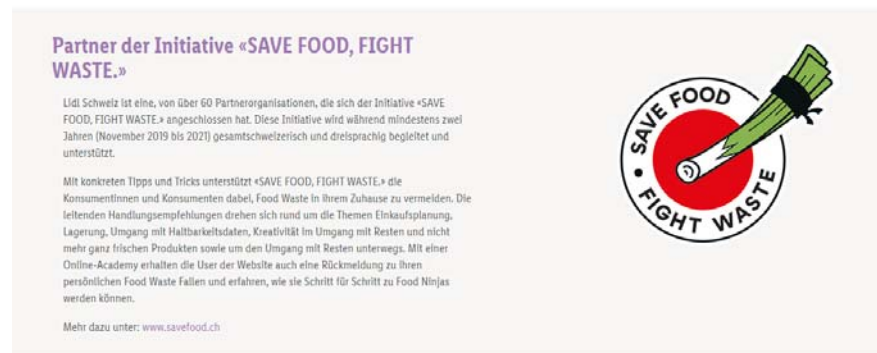 Partner der Initiative «SAVE FOOD, FIGHT
WASTE.»
Lidl Schweiz ist eine, von über 60 Partnerorganisationen, die sich der Initiative «SAVE
FOOD, FIGHT WASTE.» angeschlossen hat. Diese Initiative wird während mindestens zwei
Jahren (November 2019 bis 2021) gesamtschweizerisch und dreisprachig begleitet und
unterstützt.
Mit konkreten Tipps und Tricks unterstützt «SAVE FOOD, FIGHT WASTE.» die
Konsumentinnen und Konsumenten dabei, Food Waste in ihrem Zuhause zu vermeiden. Die
leitenden Handlungsempfehlungen drehen sich rund um die Themen Einkaufsplanung,
Lagerung, Umgang mit Haltbarkeitsdaten, Kreativität im Umgang mit Resten und nicht
mehr ganz frischen Produkten sowie um den Umgang mit Resten unterwegs. Mit einer
Online-Academy erhalten die User der Website auch eine Rückmeldung zu ihren
persönlichen Food Waste Fallen und erfahren, wie sie Schritt für Schritt zu Food Ninjas
werden können.
Mehr dazu unter: www.savefood.ch
SAVE FOOD
• FIGHT WASTE